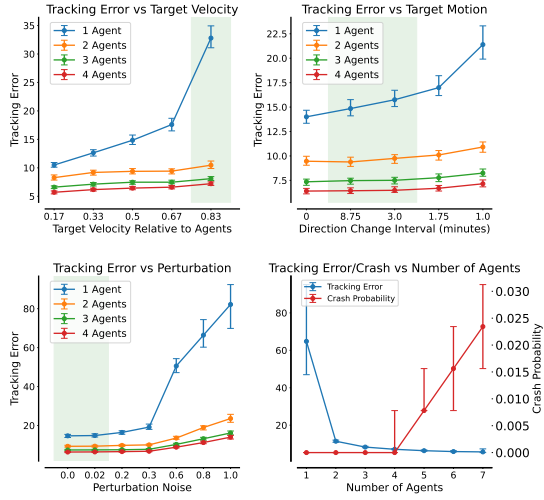 Tracking Error vs Target Velocity
Tracking Error
35
30
25
20
15
10
5
1 Agent
2 Agents
3 Agents
4 Agents
0.17 0.33 0.5 0.67 0.83
Target Velocity Relative to Agents
Tracking Error vs Target Motion
Tracking Error
22.5
20.0
17.5
15.0
12.5
10.0
7.5
1 Agent
2 Agents
3 Agents
4 Agents
0 8.75 3.0 1.75 1.0
Direction Change Interval (minutes)
Tracking Error vs Perturbation
Tracking Error
80
60
40
20
1 Agent
2 Agents
3 Agents
4 Agents
0.0 0.02 0.2 0.3 0.6 0.8 1.0
Perturbation Noise
Tracking Error/Crash vs Number of Agents
80
60
40
20
Tracking Error
Crash Probability
0.030
0.025
0.020
0.015
0.010
0.005
0.000
Crash Probability
1 2 3 4 5 6 7
Number of Agents